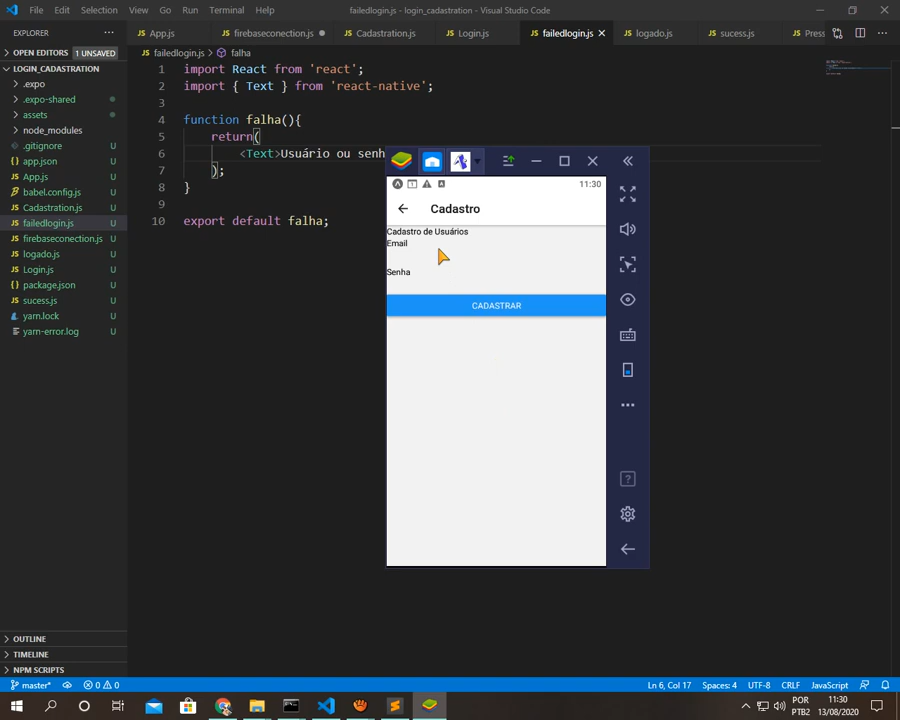 File Edit Selection View Go Run Terminal Help failedlogin.js - login_cadastration - Visual Studio Code
EXPLORER
App.js firebaseconection.js Cadastration.js Login.js failedlogin.js logado.js sucess.js Press
OPEN EDITORS 1 UNSAVED
failedlogin.js > falha
LOGIN_CADASTRATION
.expo
.expo-shared
assets
node_modules
.gitignore U
app.json U
App.js U
babel.config.js U
Cadastration.js U
failedlogin.js U
firebaseconection.js U
logado.js U
Login.js U
package.json U
sucess.js U
yarn.lock U
yarn-error.log U
OUTLINE
TIMELINE
NPM SCRIPTS
1 import React from 'react';
2 import { Text } from 'react-native';
3
4 function falha(){
5 return(
6 <Text>Usuário ou senh
7 );
8 }
9
10 export default falha;
11:30
Cadastro
Cadastro de Usuários
Email
Senha
CADASTRAR
master* 0 0 Ln 6, Col 17 Spaces: 4 UTF-8 CRLF JavaScript
POR
PTB2
11:30
13/08/2020